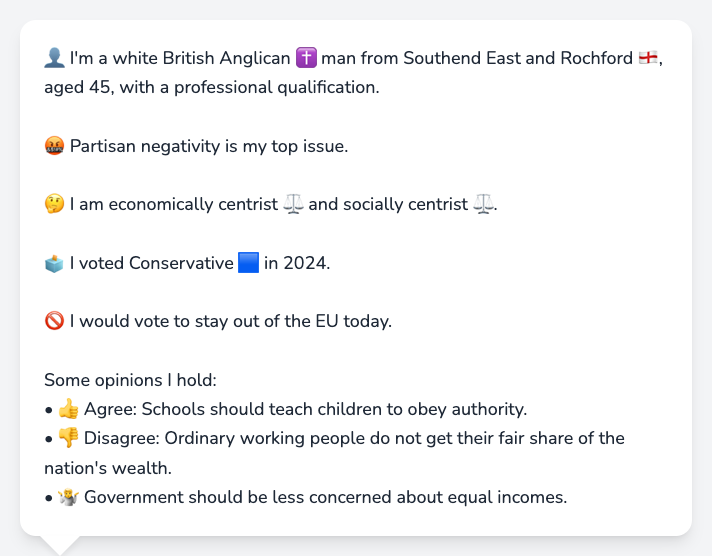 👤 I'm a white British Anglican ✝️ man from Southend East and Rochford 🏴󠁧󠁢󠁥󠁮󠁧󠁿,
aged 45, with a professional qualification.
🤬 Partisan negativity is my top issue.
🤔 I am economically centrist ⚖️ and socially centrist ⚖️.
🗳️ I voted Conservative 🟦 in 2024.
🚫 I would vote to stay out of the EU today.
Some opinions I hold:
• 👍 Agree: Schools should teach children to obey authority.
• 👎 Disagree: Ordinary working people do not get their fair share of the
nation's wealth.
• 🤷 Government should be less concerned about equal incomes.